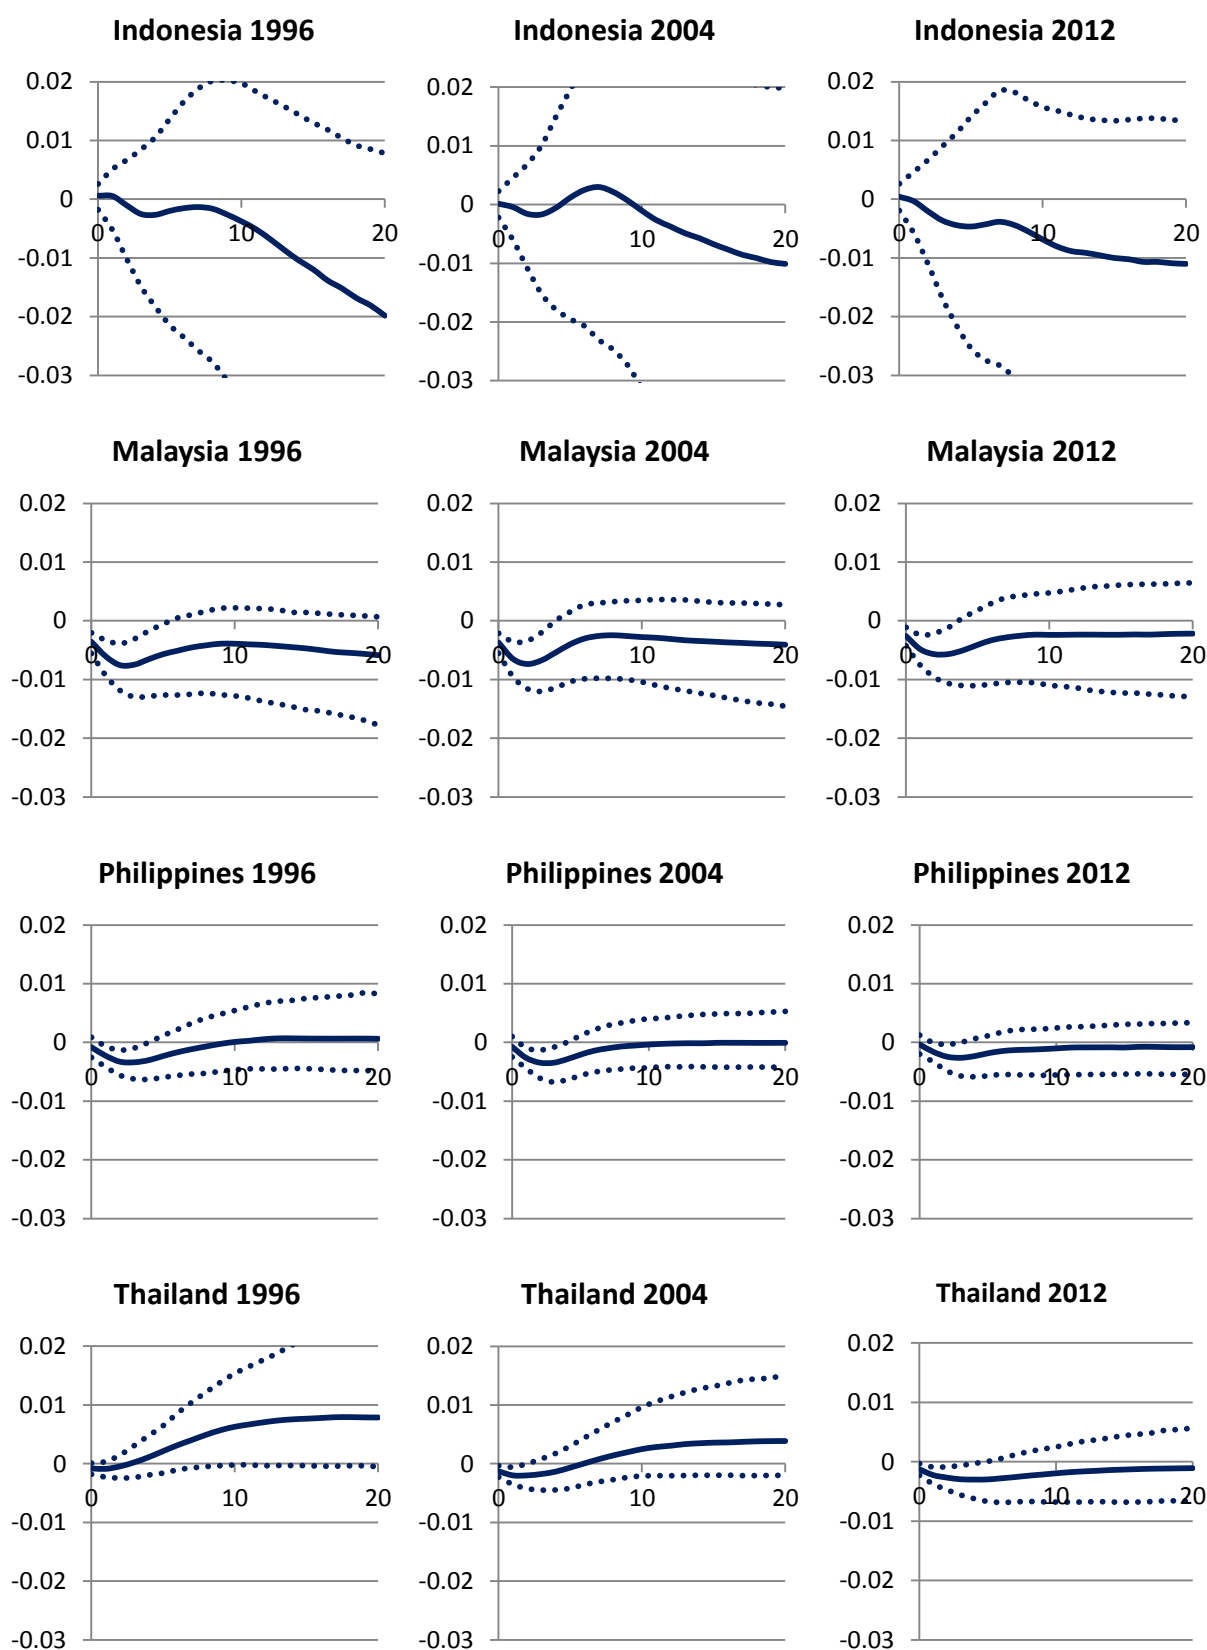 Indonesia 1996 Indonesia 2004 Indonesia 2012
0.02 0.02 0.02
0.01 0.01 0.01
0 0 0
0 10 20 0 10 20 0 10 20
-0.01 -0.01 -0.01
-0.02 -0.02 -0.02
-0.03 -0.03 -0.03
Malaysia 1996 Malaysia 2004 Malaysia 2012
0.02 0.02 0.02
0.01 0.01 0.01
0 0 0
0 10 20 0 10 20 0 10 20
-0.01 -0.01 -0.01
-0.02 -0.02 -0.02
-0.03 -0.03 -0.03
Philippines 1996 Philippines 2004 Philippines 2012
0.02 0.02 0.02
0.01 0.01 0.01
0 0 0
0 10 20 0 10 20 0 10 20
-0.01 -0.01 -0.01
-0.02 -0.02 -0.02
-0.03 -0.03 -0.03
Thailand 1996 Thailand 2004 Thailand 2012
0.02 0.02 0.02
0.01 0.01 0.01
0 0 0
0 10 20 0 10 20 0 10 20
-0.01 -0.01 -0.01
-0.02 -0.02 -0.02
-0.03 -0.03 -0.03